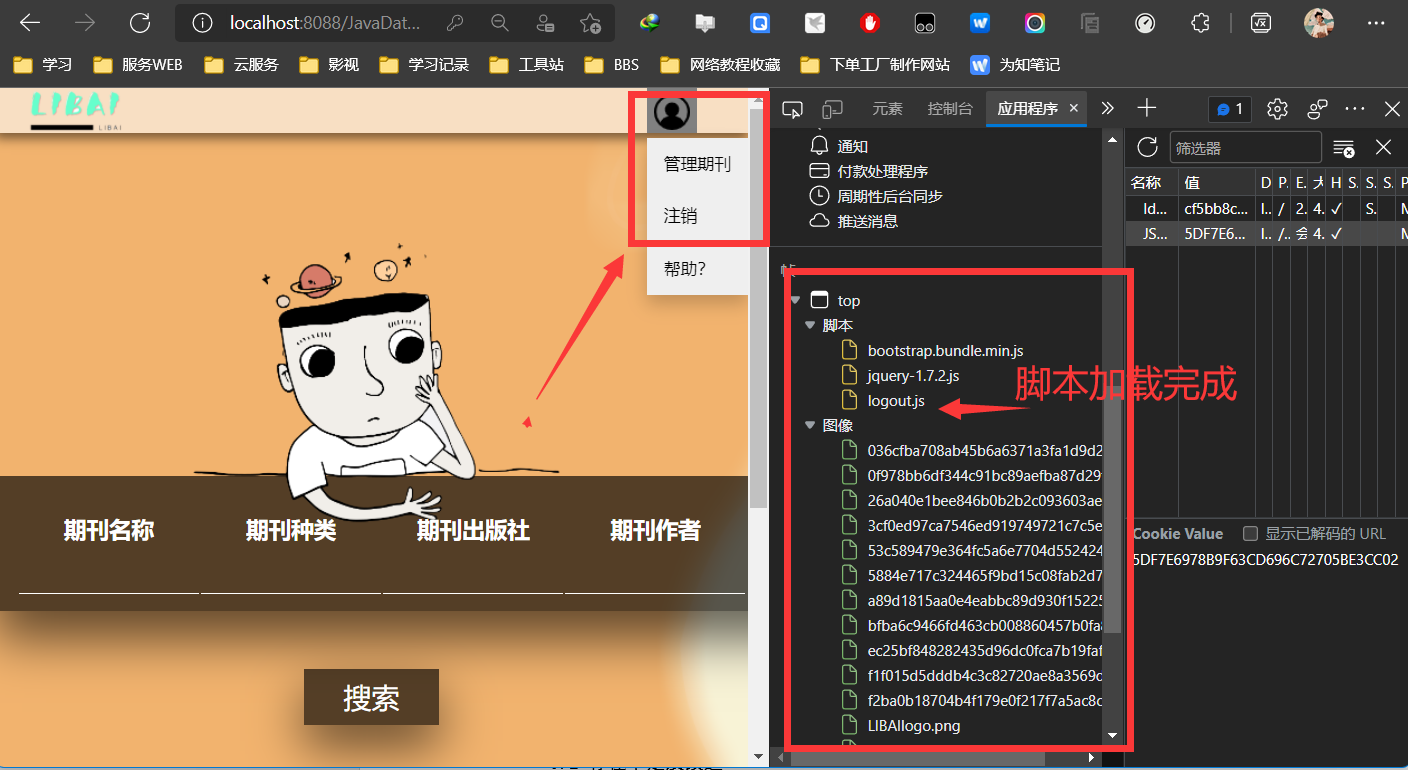 localhost:8088/JavaDat...
学习
服务WEB
云服务
影视
学习记录
工具站
BBS
网络教程收藏
下单工厂制作网站
为知笔记
LIBAI
LIBAI
管理期刊
注销
帮助?
期刊名称
期刊种类
期刊出版社
期刊作者
搜索
元素
控制台
应用程序
1
通知
付款处理程序
周期性后台同步
推送消息
top
脚本
bootstrap.bundle.min.js
jquery-1.7.2.js
logout.js
脚本加载完成
图像
036cfba708ab45b6a6371a3fa1d9d2
0f978bb6df344c91bc89aefba87d29
26a040e1bee846b0b2b2c093603ae
3cf0ed97ca7546ed919749721c7c5e
53c589479e364fc5a6e7704d552424
5884e717c324465f9bd15c08fab2d7
a89d1815aa0e4eabbc89d930f15225
bfba6c9466fd463cb008860457b0fa
ec25bf848282435d96dc0fca7b19faf
f1f015d5dddb4c3c82720ae8a3569c
f2ba0b18704b4f179e0f217f7a5ac8c
LIBAIlogo.png
筛选器
名称 值 D P. E. 大 H S. S. S. P
Id... cf5bb8c... I.. / 2. 4. ✓ S.
JS... 5DF7E6... I.. /.. 会 4. ✓
Cookie Value 显示已解码的 URL
5DF7E6978B9F63CD696C72705BE3CC02